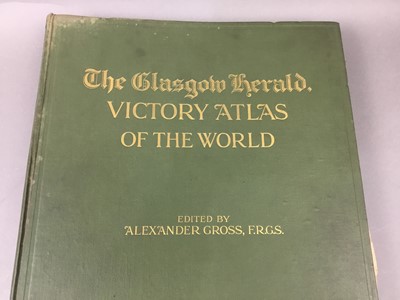 The Glasgow Herald.
VICTORY ATLAS
OF THE WORLD
EDITED BY
ALEXANDER GROSS, F.R.G.S.